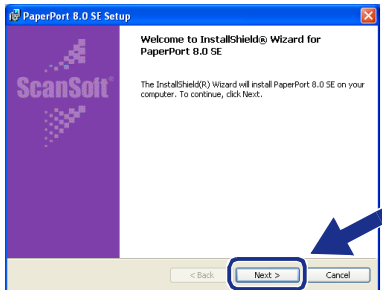 PaperPort 8.0 SE Setup
Welcome to InstallShield® Wizard for
PaperPort 8.0 SE
ScanSoft®
The InstallShield(R) Wizard will install PaperPort 8.0 SE on your
computer. To continue, click Next.
< Back Next > Cancel